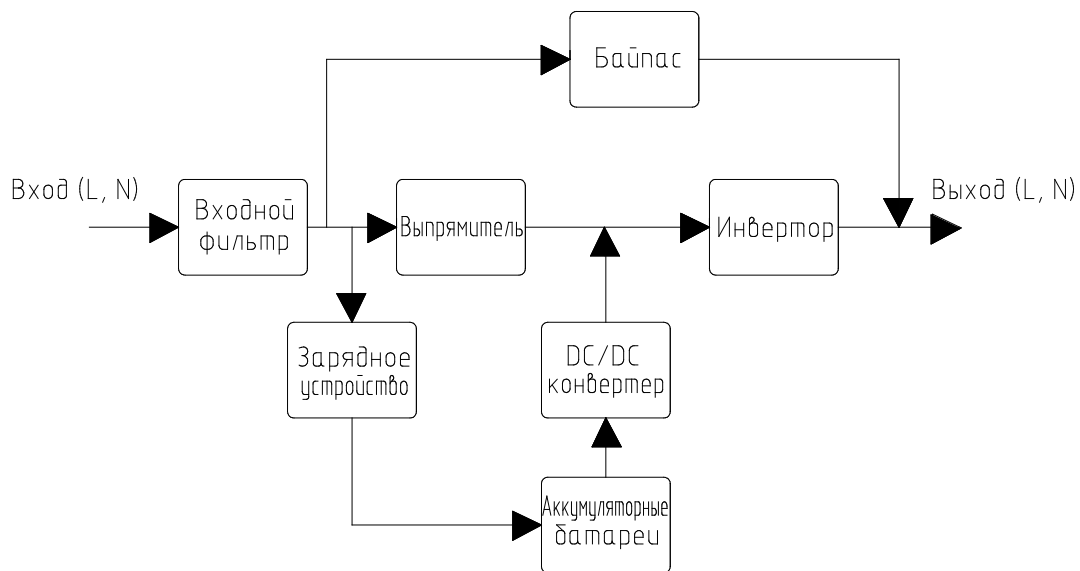 Байпас
Вход (L, N)
Входной
фильтр
Выпрямитель
Инвертор
Выход (L, N)
Зарядное
устройство
DC/DC
конвертер
Аккумуляторные
батареи